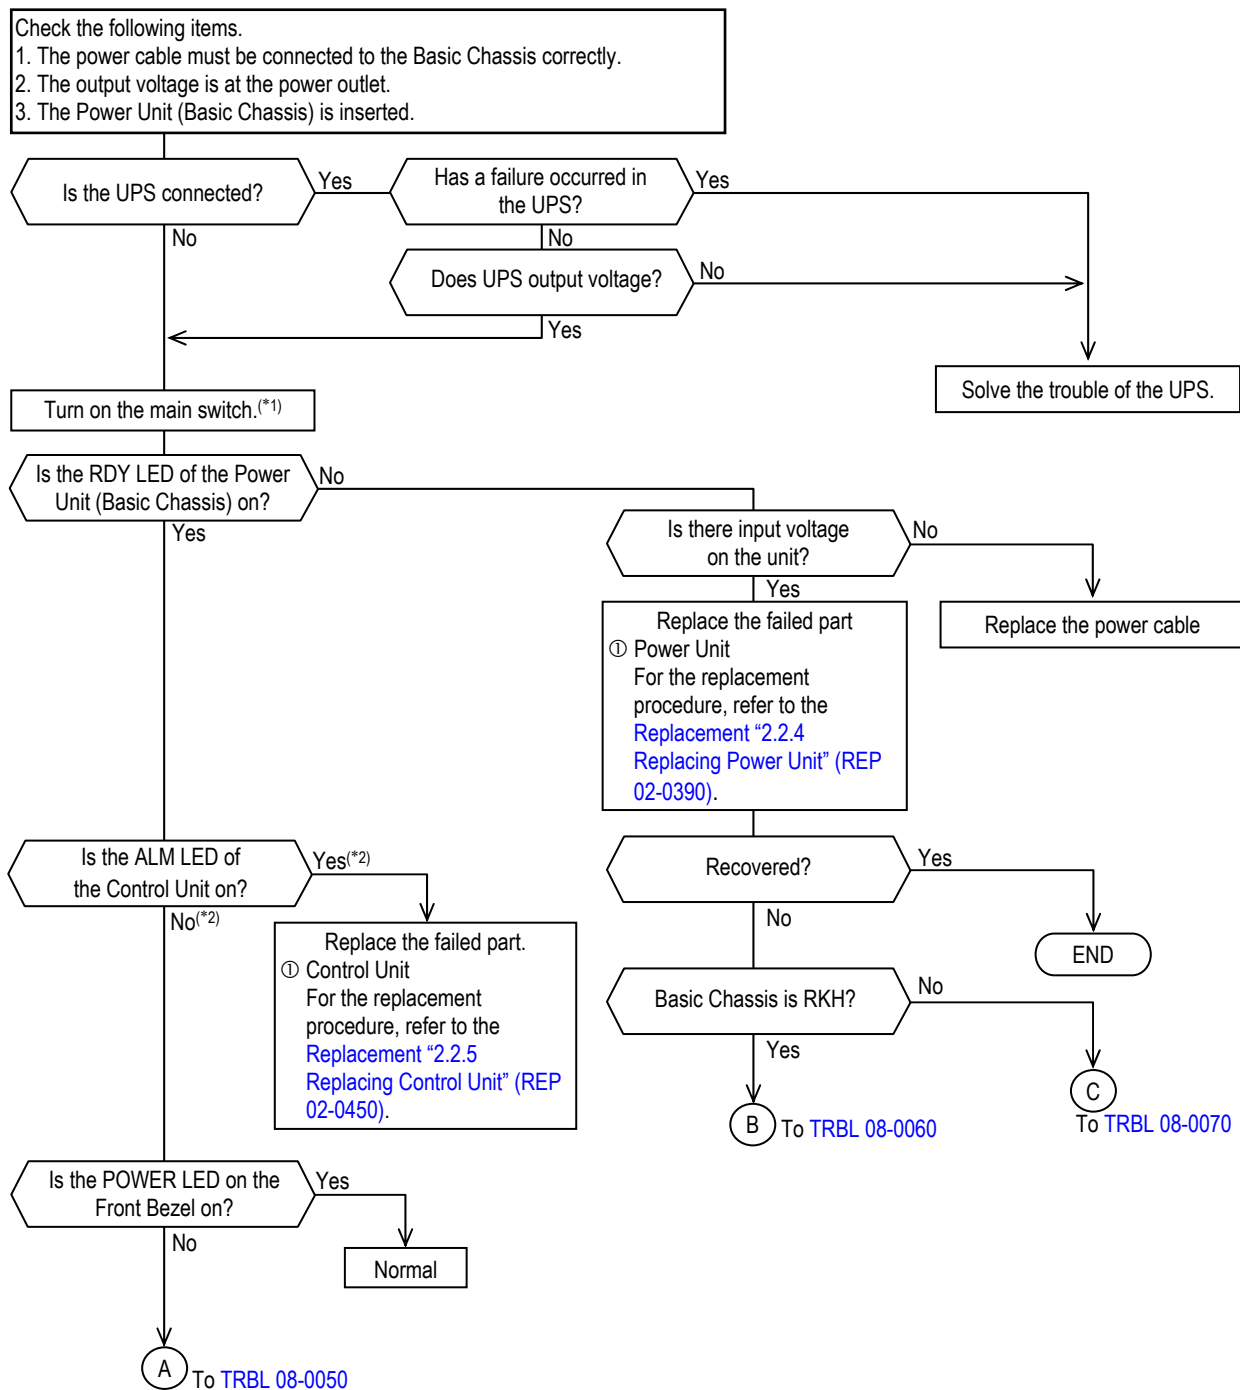 Check the following items.
1. The power cable must be connected to the Basic Chassis correctly.
2. The output voltage is at the power outlet.
3. The Power Unit (Basic Chassis) is inserted.
Is the UPS connected?
Yes
Has a failure occurred in
the UPS?
Yes
No
No
Does UPS output voltage?
No
Yes
Solve the trouble of the UPS.
Turn on the main switch.(*1)
Is the RDY LED of the Power
Unit (Basic Chassis) on?
No
Yes
Is there input voltage
on the unit?
No
Yes
Replace the power cable
Replace the failed part
① Power Unit
For the replacement
procedure, refer to the
Replacement “2.2.4
Replacing Power Unit” (REP
02-0390).
Is the ALM LED of
the Control Unit on?
Yes(*2)
No(*2)
Recovered?
Yes
No
END
Replace the failed part.
① Control Unit
For the replacement
procedure, refer to the
Replacement “2.2.5
Replacing Control Unit” (REP
02-0450).
Basic Chassis is RKH?
No
Yes
B
To TRBL 08-0060
C
To TRBL 08-0070
Is the POWER LED on the
Front Bezel on?
Yes
No
Normal
A
To TRBL 08-0050